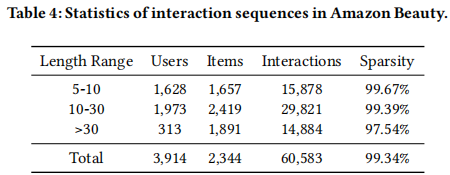 Table 4: Statistics of interaction sequences in Amazon Beauty.
Length Range Users Items Interactions Sparsity
5-10 1,628 1,657 15,878 99.67%
10-30 1,973 2,419 29,821 99.39%
>30 313 1,891 14,884 97.54%
Total 3,914 2,344 60,583 99.34%